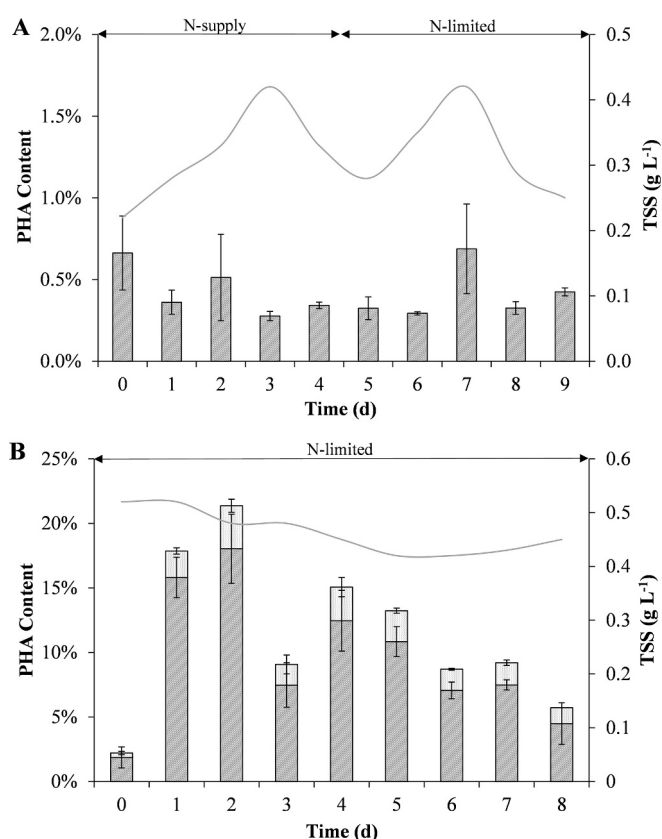 A
N-supply
N-limited
2.0%
1.5%
1.0%
0.5%
0.0%
PHA Content
0.5
0.4
0.3
0.2
0.1
0.0
TSS (g L⁻¹)
0 1 2 3 4 5 6 7 8 9
Time (d)
B
N-limited
25%
20%
15%
10%
5%
0%
PHA Content
0.6
0.5
0.4
0.3
0.2
0.1
0
TSS (g L⁻¹)
0 1 2 3 4 5 6 7 8
Time (d)